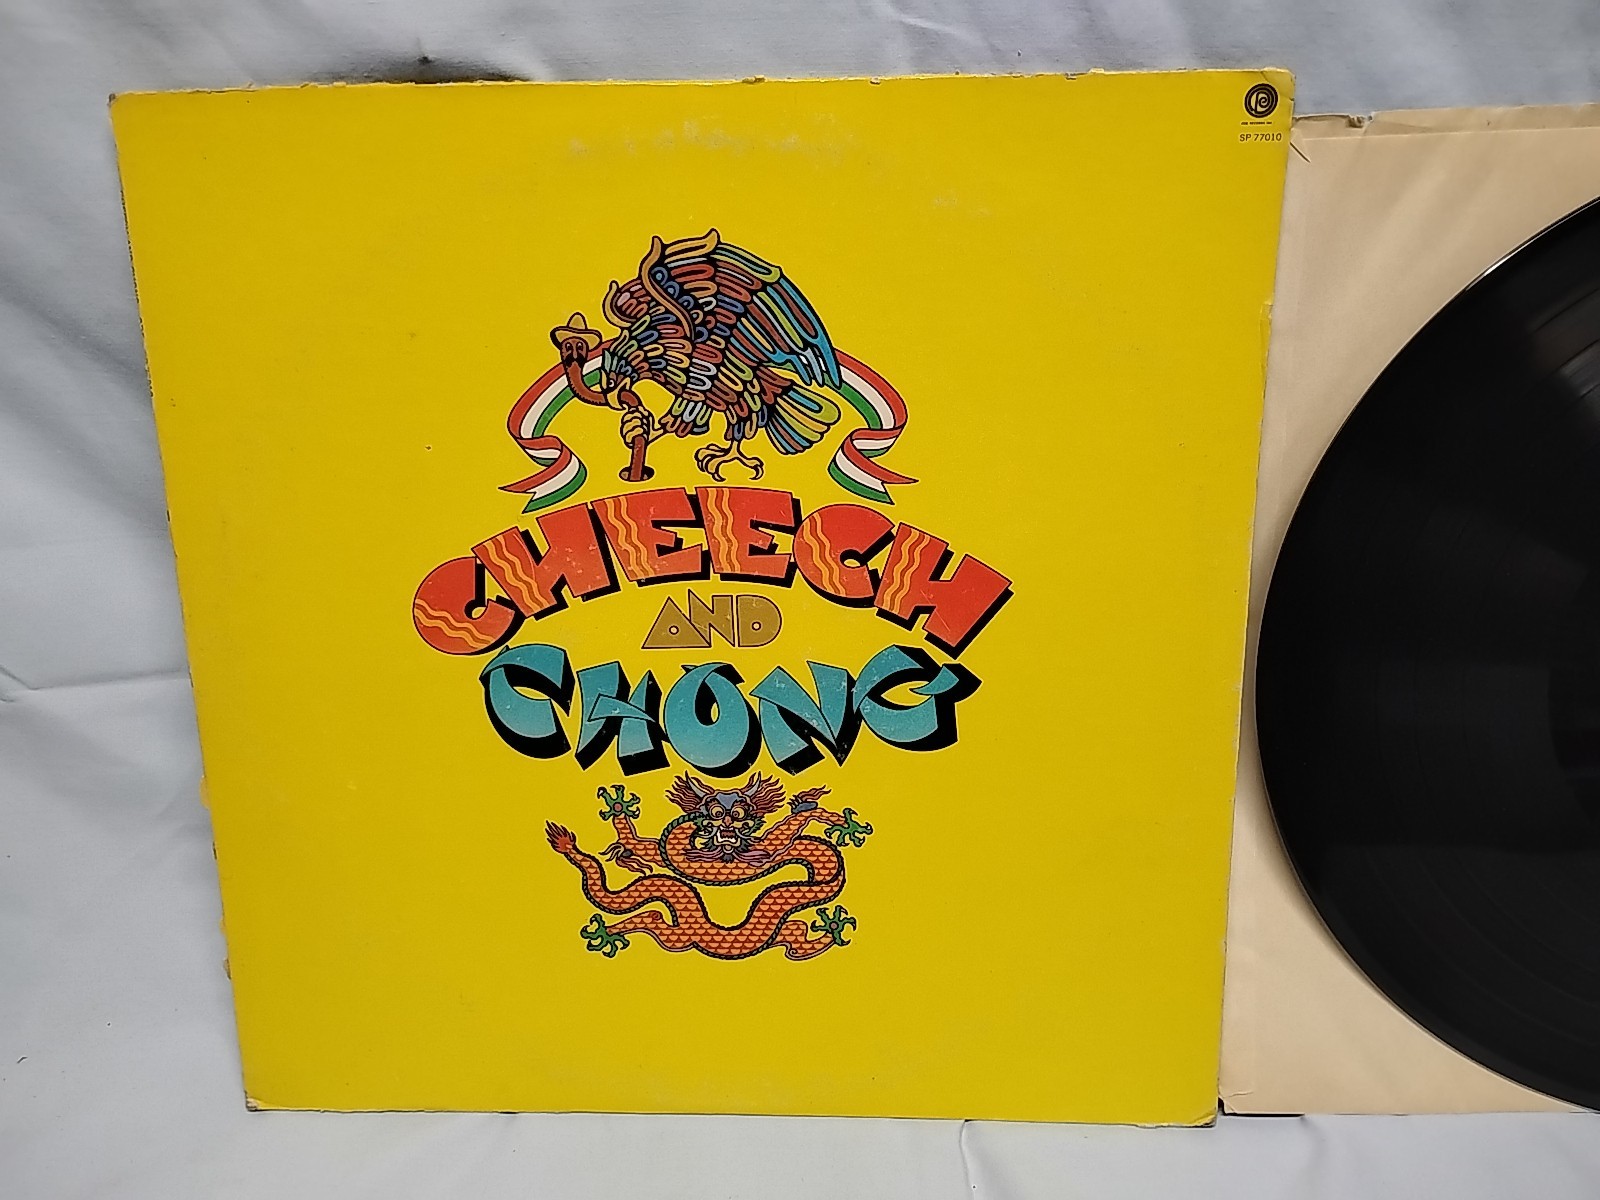 SP 77010
CHEECH
AND
CHONG